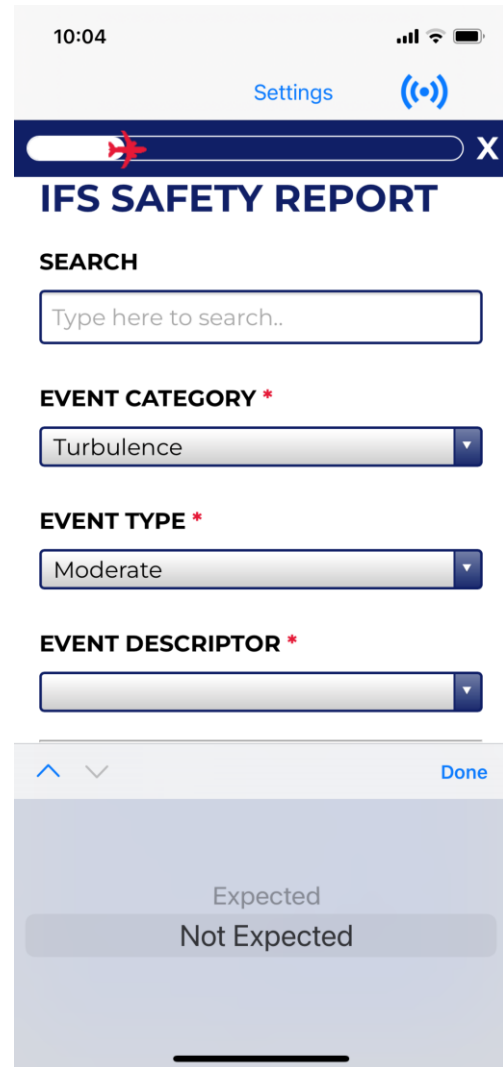 10:04
Settings
X
IFS SAFETY REPORT
SEARCH
Type here to search..
EVENT CATEGORY *
Turbulence
EVENT TYPE *
Moderate
EVENT DESCRIPTOR *
Done
Expected
Not Expected